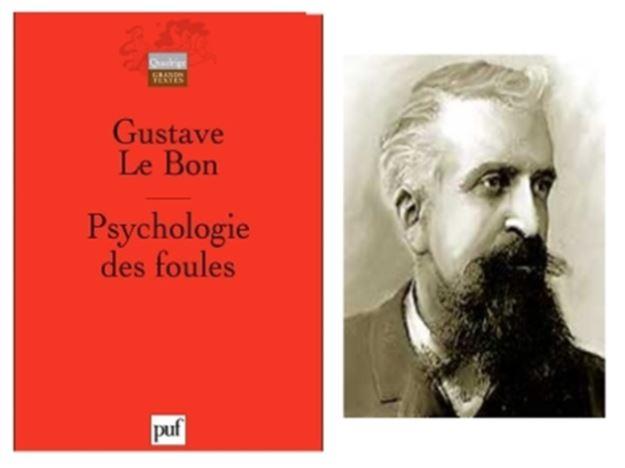 Quadrige
GRANDS
TEXTES
Gustave
Le Bon
Psychologie
des foules
puf